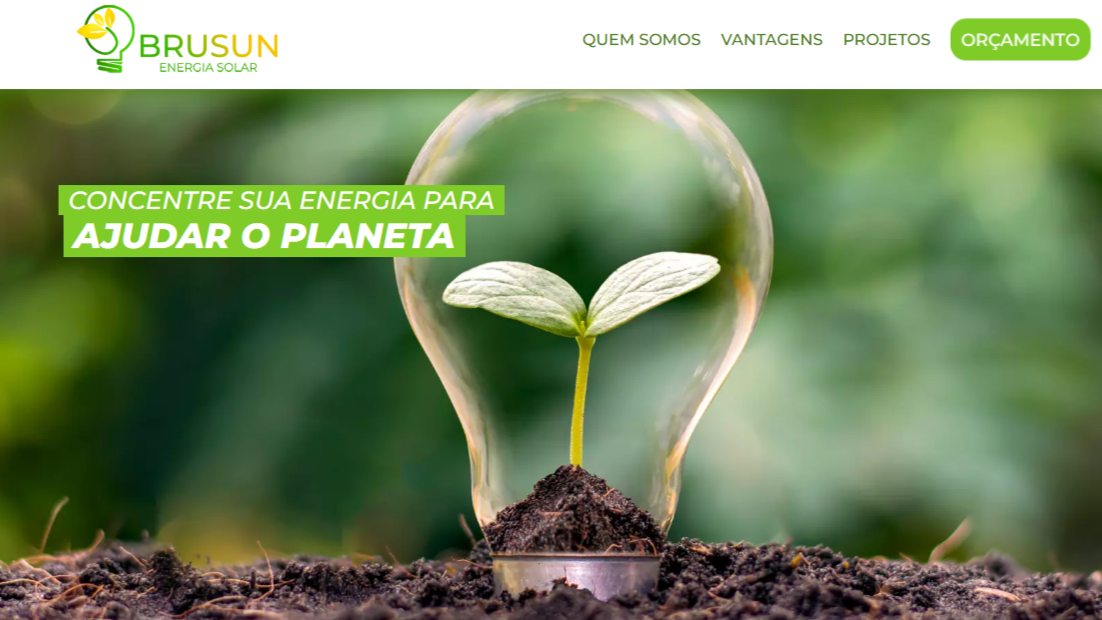 BRUSUN
ENERGIA SOLAR
QUEM SOMOS
VANTAGENS
PROJETOS
ORÇAMENTO
CONCENTRE SUA ENERGIA PARA
AJUDAR O PLANETA